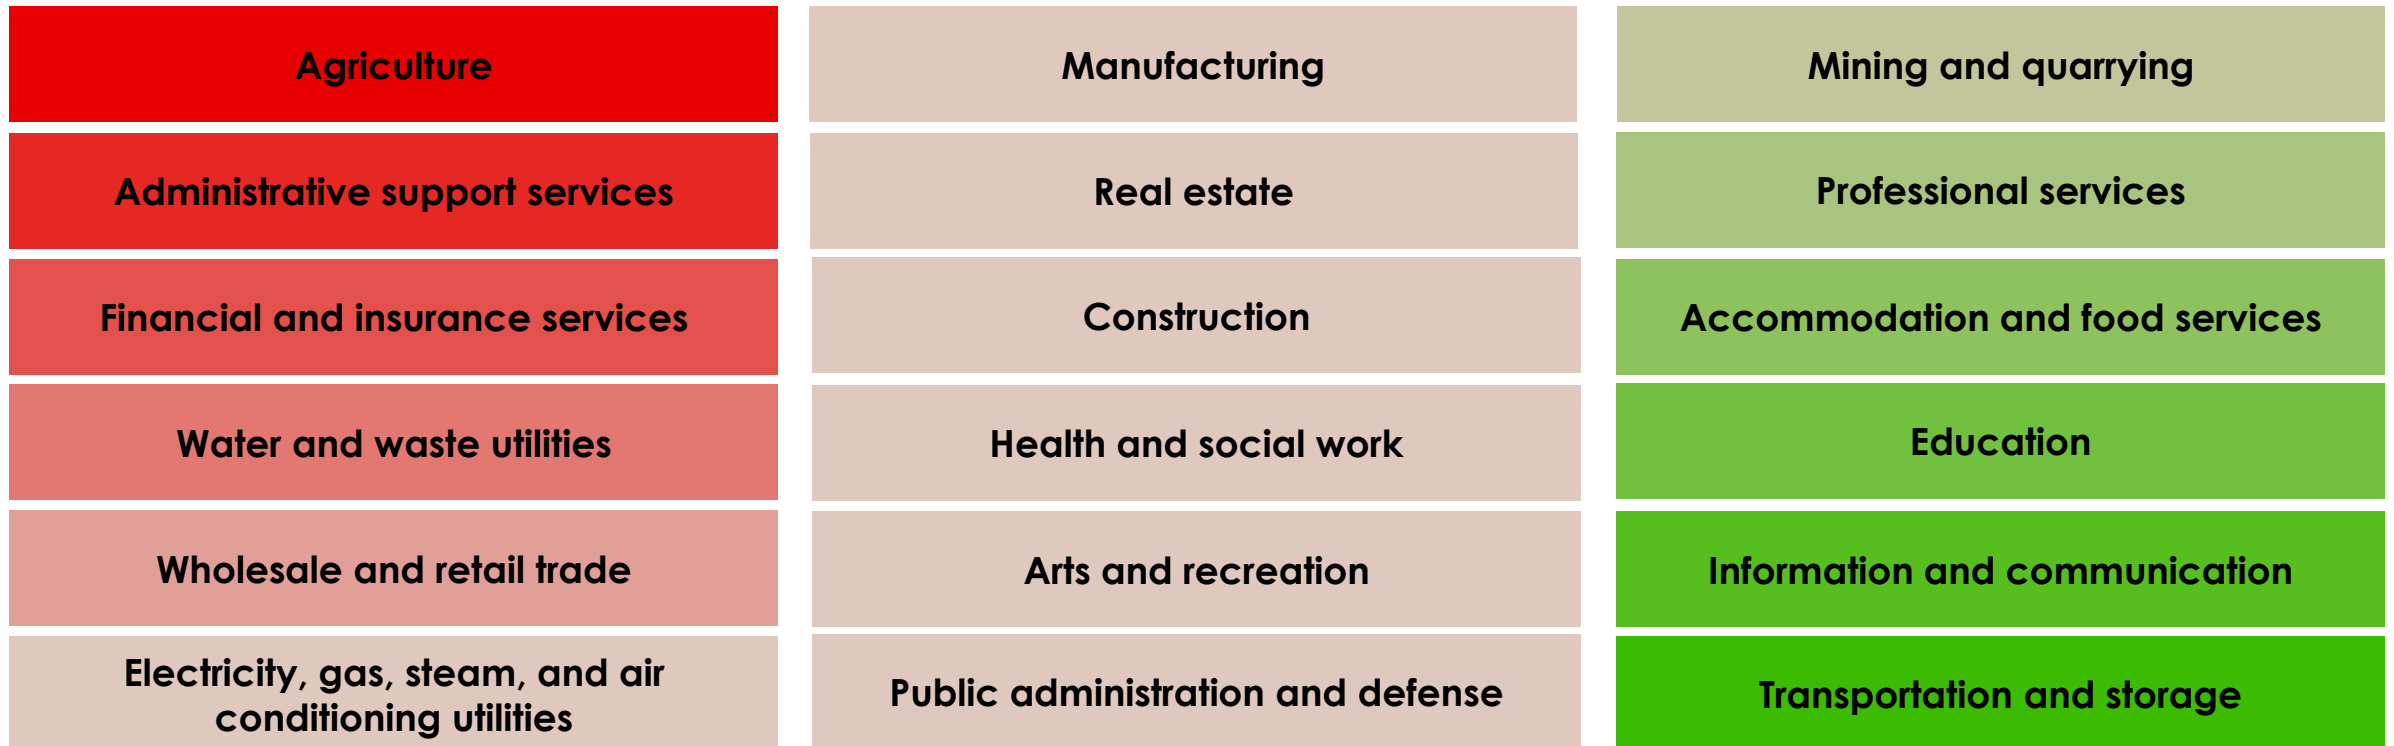 Agriculture
Administrative support services
Financial and insurance services
Water and waste utilities
Wholesale and retail trade
Electricity, gas, steam, and air
conditioning utilities
Manufacturing
Real estate
Construction
Health and social work
Arts and recreation
Public administration and defense
Mining and quarrying
Professional services
Accommodation and food services
Education
Information and communication
Transportation and storage